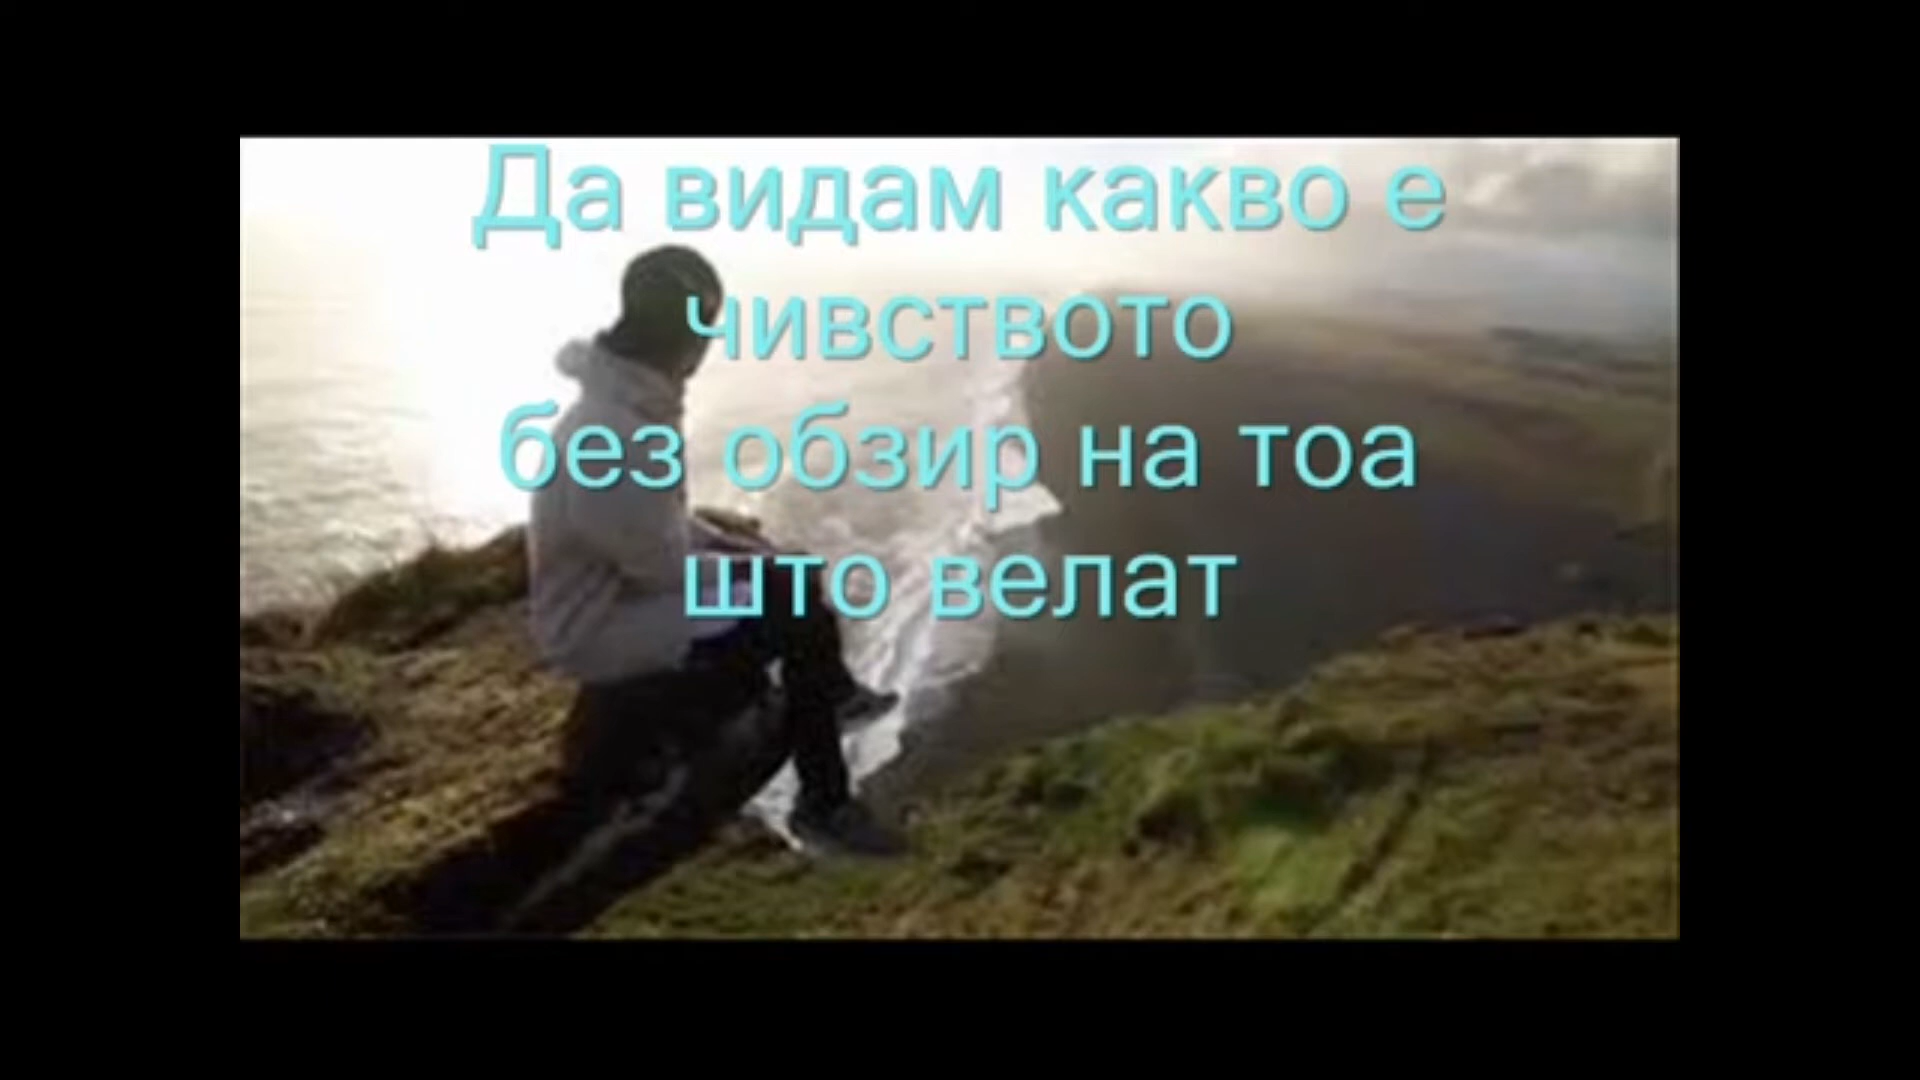 Да видам какво е
чивството
без обзир на тоа
што велат